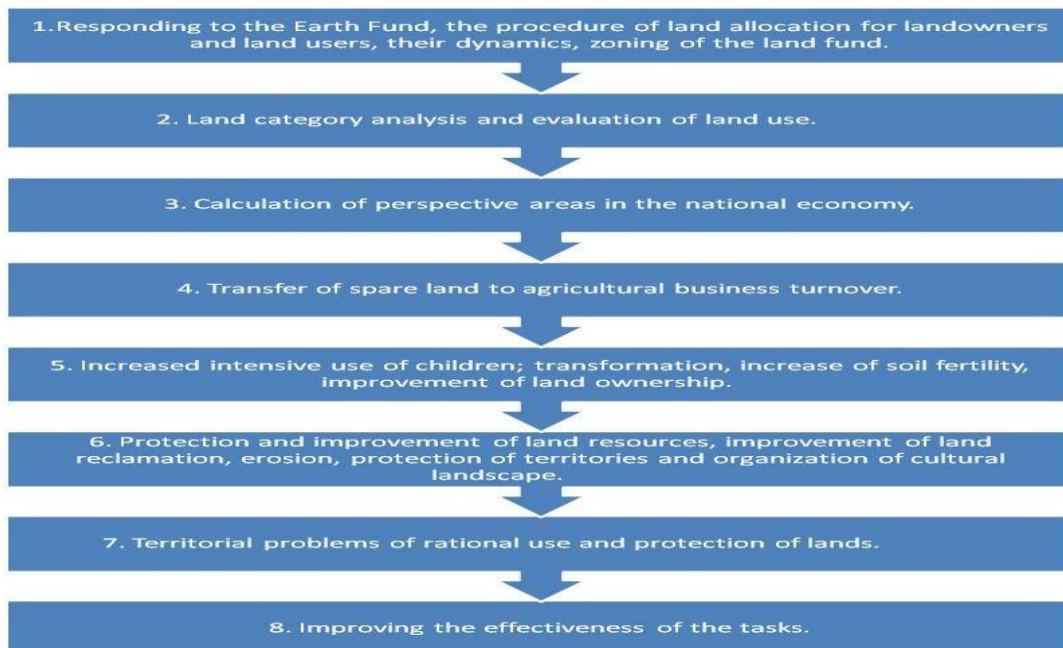 1.Responding to the Earth Fund, the procedure of land allocation for landowners
and land users, their dynamics, zoning of the land fund.
2. Land category analysis and evaluation of land use.
3. Calculation of perspective areas in the national economy.
4. Transfer of spare land to agricultural business turnover.
5. Increased intensive use of children; transformation, increase of soil fertility,
improvement of land ownership.
6. Protection and improvement of land resources, improvement of land
reclamation, erosion, protection of territories and organization of cultural
landscape.
7. Territorial problems of rational use and protection of lands.
8. Improving the effectiveness of the tasks.